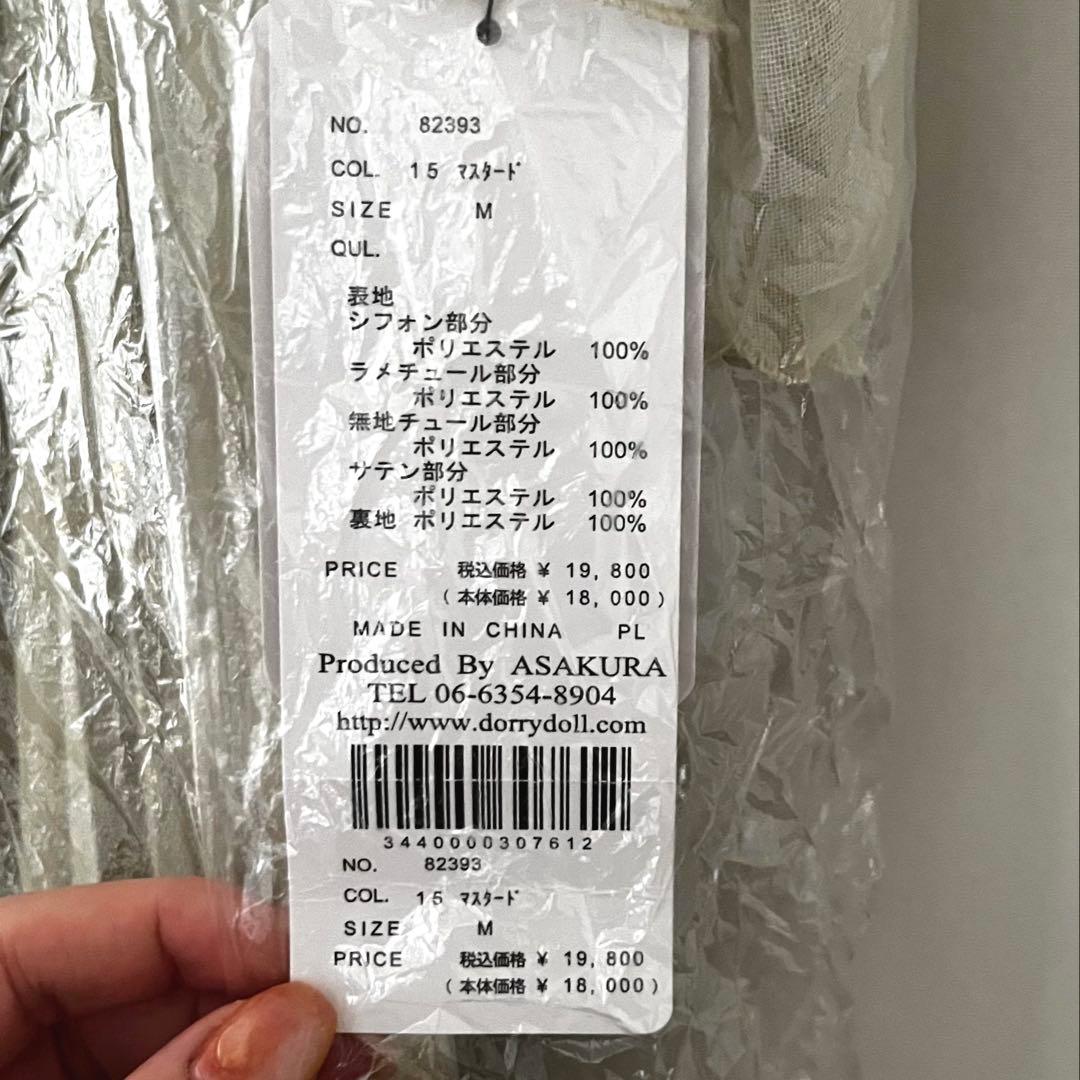 NO. 82393
COL. 15 ﾏｽﾀｰﾄﾞ
SIZE M
QUL.
表地
シフォン部分
ポリエステル 100%
ラメチュール部分
ポリエステル 100%
無地チュール部分
ポリエステル 100%
サテン部分
ポリエステル 100%
裏地 ポリエステル 100%
PRICE 税込価格 ¥ 19,800
(本体価格 ¥ 18,000)
MADE IN CHINA PL
Produced By ASAKURA
TEL 06-6354-8904
http://www.dorrydoll.com
3440000307612
NO. 82393
COL. 15 ﾏｽﾀｰﾄﾞ
SIZE M
PRICE 税込価格 ¥ 19,800
(本体価格 ¥ 18,000)